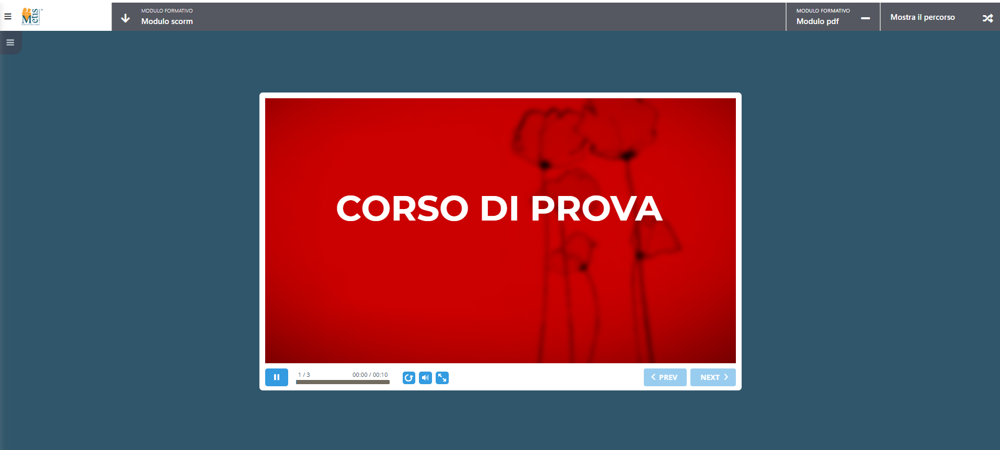 Metis
MODULO FORMATIVO
Modulo scorm
MODULO FORMATIVO
Modulo pdf
Mostra il percorso
CORSO DI PROVA
1 / 3
00:00 / 00:10
PREV
NEXT